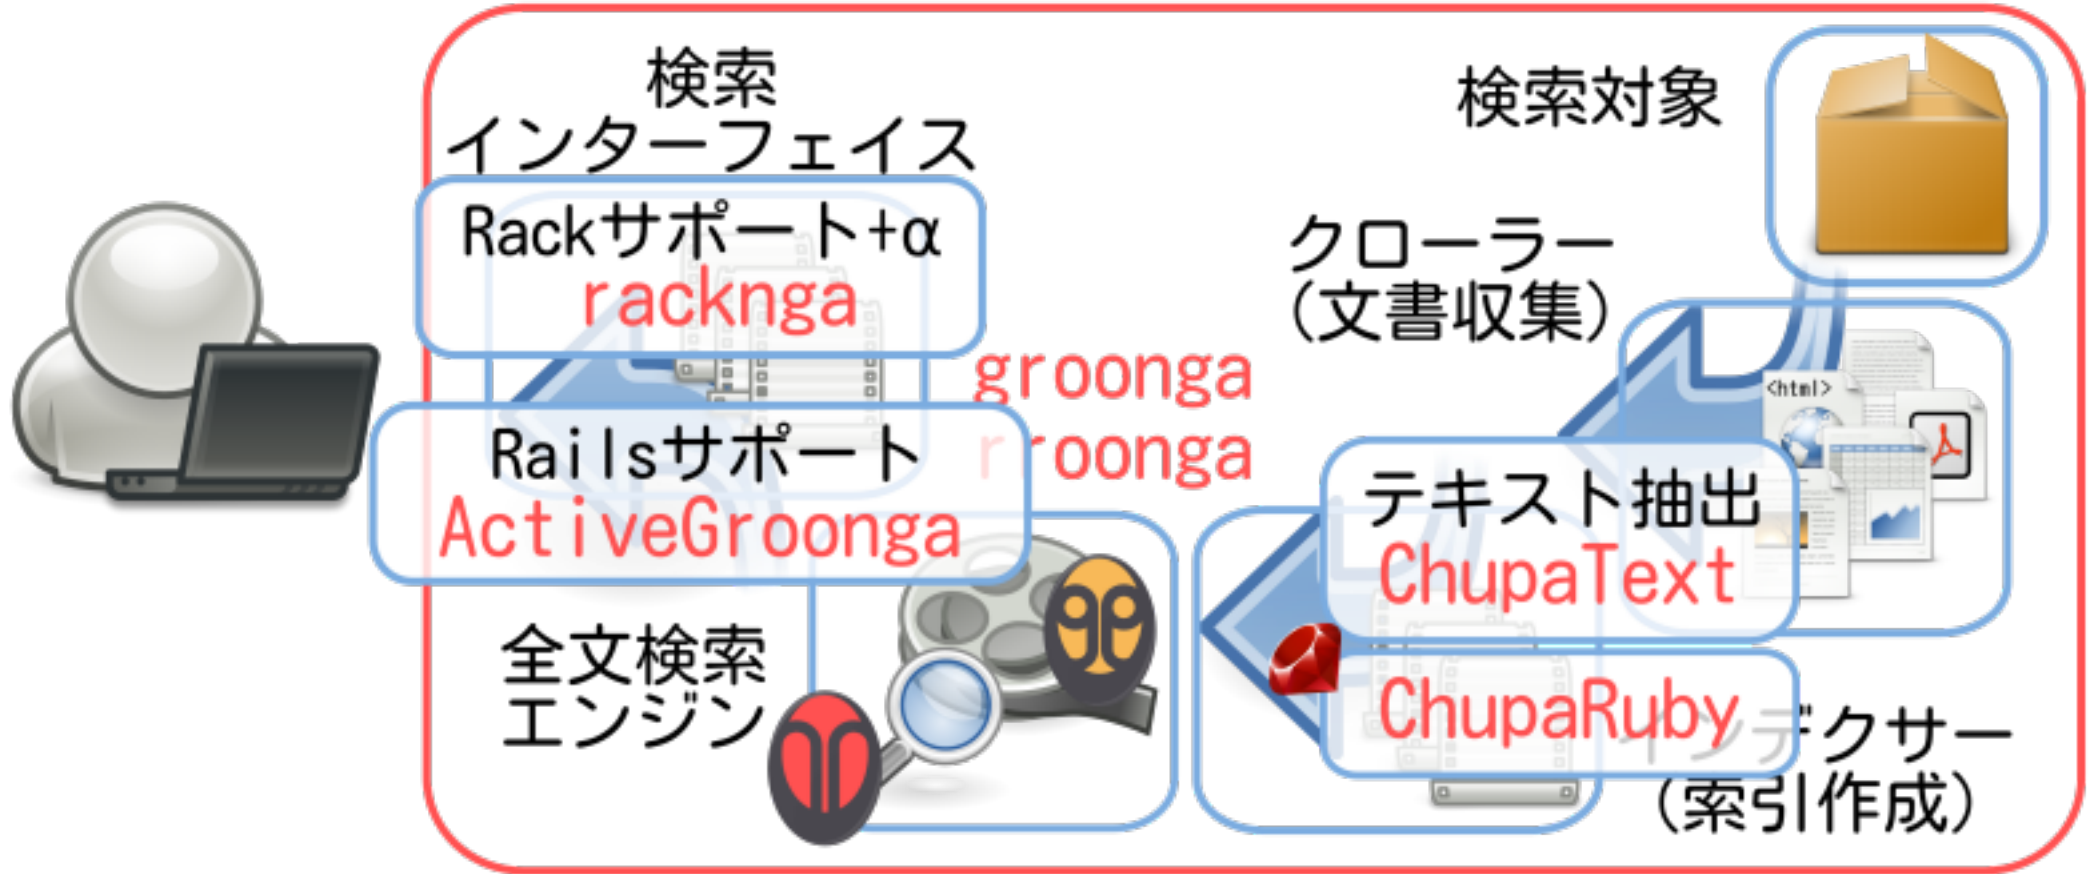 検索
インターフェイス
Rackサポート+α
racknga
Railsサポート
ActiveGroonga
groonga
rroonga
全文検索
エンジン
検索対象
クローラー
（文書収集）
<html>
テキスト抽出
ChupaText
ChupaRuby
インデクサー
（索引作成）